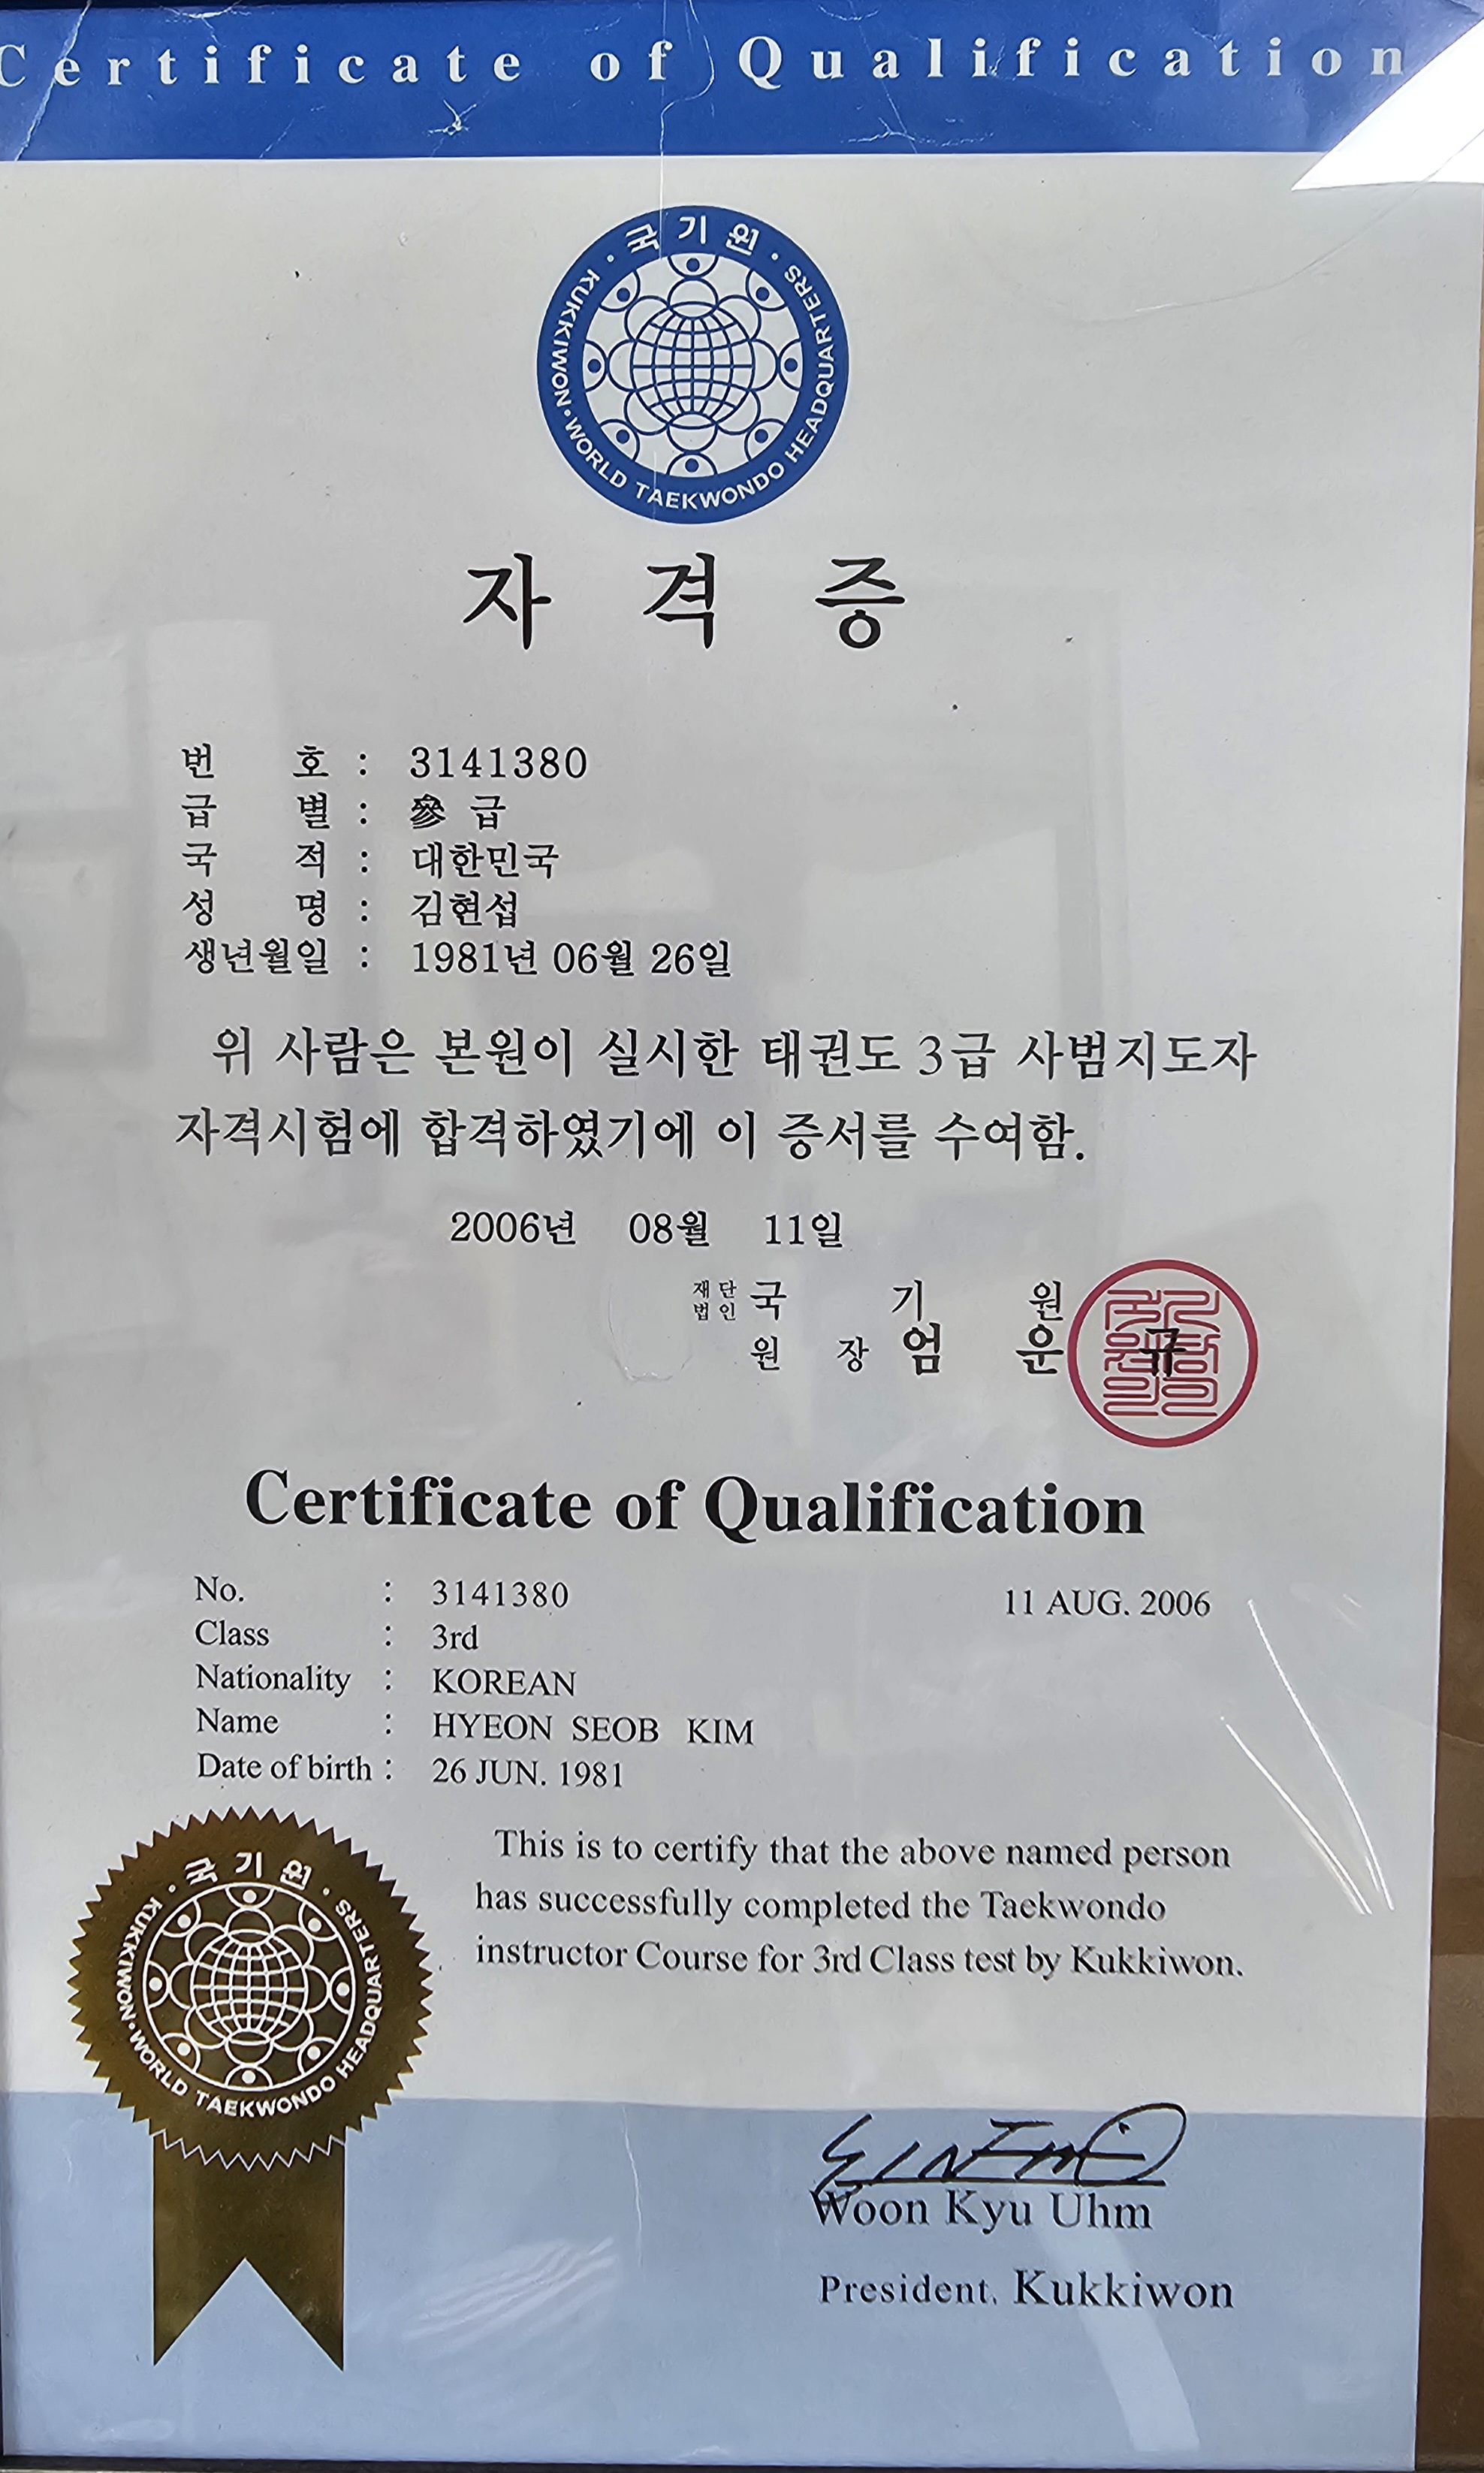 Certificate of Qualification
국기원
KUKKIWON·WORLD TAEKWONDO HEADQUARTERS
자 격 증
번 호 : 3141380
급 별 : 參 급
국 적 : 대한민국
성 명 : 김현섭
생년월일 : 1981년 06월 26일
위 사람은 본원이 실시한 태권도 3급 사범지도자
자격시험에 합격하였기에 이 증서를 수여함.
2006년 08월 11일
재단법인 국 기 원
원 장 엄 운 규
Certificate of Qualification
No. : 3141380 11 AUG. 2006
Class : 3rd
Nationality : KOREAN
Name : HYEON SEOB KIM
Date of birth : 26 JUN. 1981
This is to certify that the above named person
has successfully completed the Taekwondo
instructor Course for 3rd Class test by Kukkiwon.
국기원
KUKKIWON·WORLD TAEKWONDO HEADQUARTERS
Woon Kyu Uhm
President, Kukkiwon